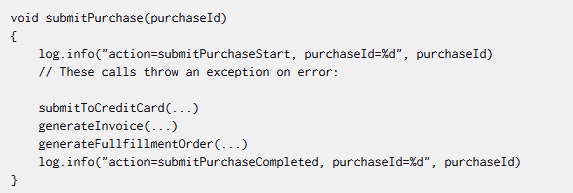 void submitPurchase(purchaseId)
{
    log.info("action=submitPurchaseStart, purchaseId=%d", purchaseId)
    // These calls throw an exception on error:

    submitToCreditCard(...)
    generateInvoice(...)
    generateFullfillmentOrder(...)
    log.info("action=submitPurchaseCompleted, purchaseId=%d", purchaseId)
}